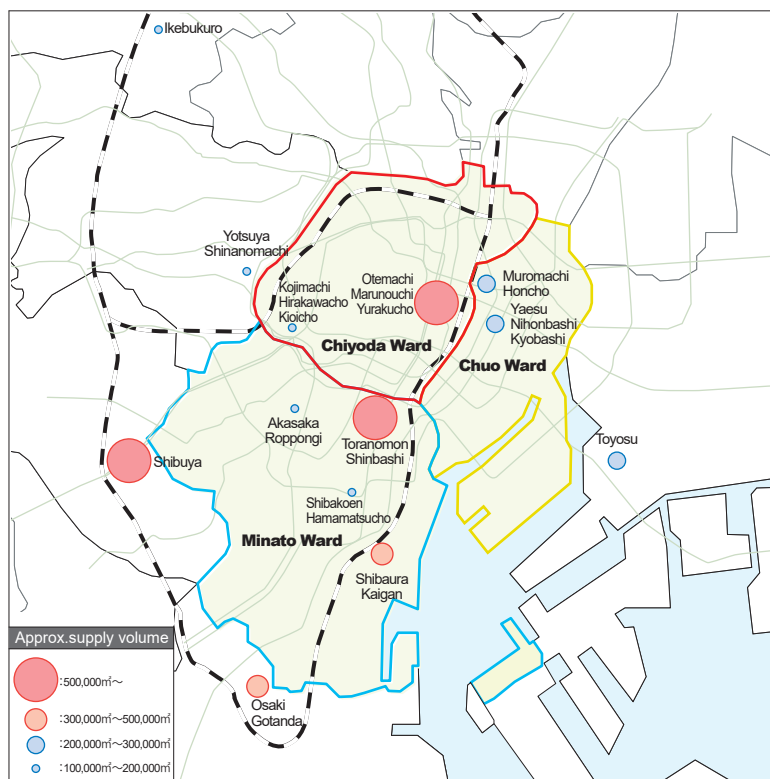 Ikebukuro
Yotsuya
Shinanomachi
Kojimachi
Hirakawacho
Kioicho
Otemachi
Marunouchi
Yurakucho
Muromachi
Honcho
Yaesu
Nihonbashi
Kyobashi
Chiyoda Ward
Chuo Ward
Akasaka
Roppongi
Toranomon
Shinbashi
Toyosu
Shibuya
Shibakoen
Hamamatsucho
Minato Ward
Shibaura
Kaigan
Osaki
Gotanda
Approx.supply volume
:500,000㎡～
:300,000㎡～500,000㎡
:200,000㎡～300,000㎡
:100,000㎡～200,000㎡